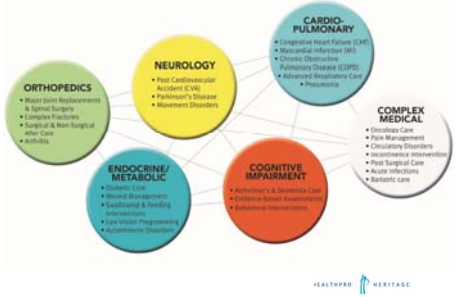 CARDIO-
PULMONARY
• Congestive Heart Failure (CHF)
• Myocardial Infarction (MI)
• Chronic Obstructive
Pulmonary Disease (COPD)
• Advanced Respiratory Care
• Pneumonia
NEUROLOGY
• Post Cardiovascular
Accident (CVA)
• Parkinson's Disease
• Movement Disorders
ORTHOPEDICS
• Major Joint Replacements
& Spinal Surgery
• Complex Fractures
• Surgical & Non-Surgical
After Care
• Arthritis
COMPLEX
MEDICAL
• Oncology Care
• Pain Management
• Circulatory Disorders
• Incontinence Intervention
• Post Surgical Care
• Acute Infections
• Bariatric care
ENDOCRINE/
METABOLIC
• Diabetic Care
• Wound Management
• Swallowing & Feeding
Interventions
• Low Vision Programming
• Autoimmune Disorders
COGNITIVE
IMPAIRMENT
• Alzheimer's & Dementia Care
• Evidence Based Assessments
• Behavioral Interventions
HEALTHPRO HERITAGE